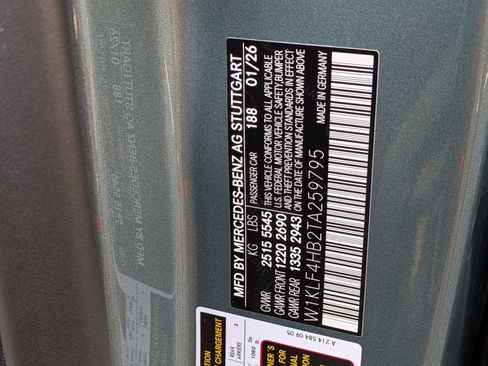 MFD BY MERCEDES-BENZ AG STUTTGART
PASSENGER CAR 188 01/26
KG LBS
GVWR 2515 5545
GAWR FRONT 1220 2690
GAWR REAR 1335 2943
THIS VEHICLE CONFORMS TO ALL APPLICABLE
U.S. FEDERAL MOTOR VEHICLE SAFETY, BUMPER
AND THEFT PREVENTION STANDARDS IN EFFECT
ON THE DATE OF MANUFACTURE SHOWN ABOVE
MADE IN GERMANY
W1KLF4HB2TA259795
A 214 584 09 05
REAR
ARRIERE